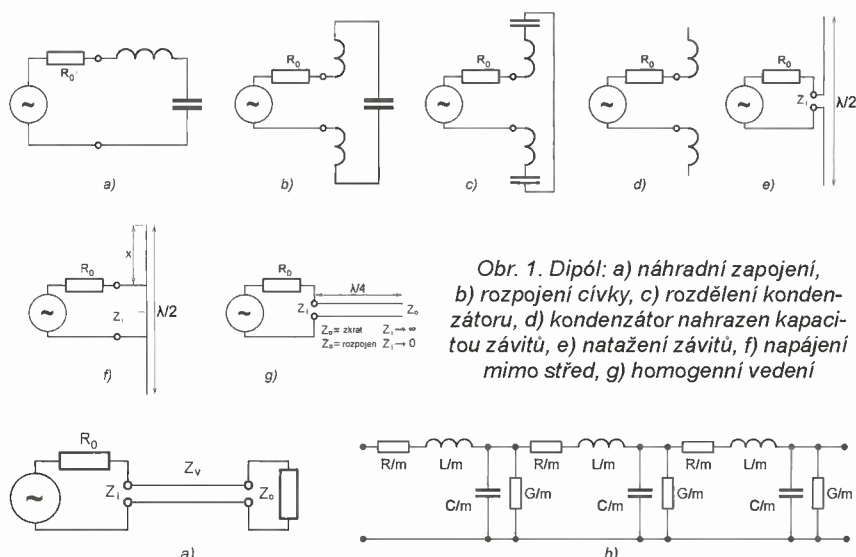 R₀
a)
R₀
b)
R₀
c)
R₀
d)
R₀
Zᵢ
λ/2
e)
x
R₀
Zᵢ
λ/2
f)
R₀
λ/4
Zᵢ
Zₒ
Zₒ= zkrat Zᵢ → ∞
Zₒ= rozpojen Zᵢ → 0
g)
Obr. 1. Dipól: a) náhradní zapojení,
b) rozpojení cívky, c) rozdělení konden-
zátoru, d) kondenzátor nahrazen kapaci-
tou závitů, e) natažení závitů, f) napájení
mimo střed, g) homogenní vedení
R₀
Zᵢ
Zᵥ
Zₒ
a)
R/m L/m R/m L/m R/m L/m
C/m G/m C/m G/m C/m G/m
b)